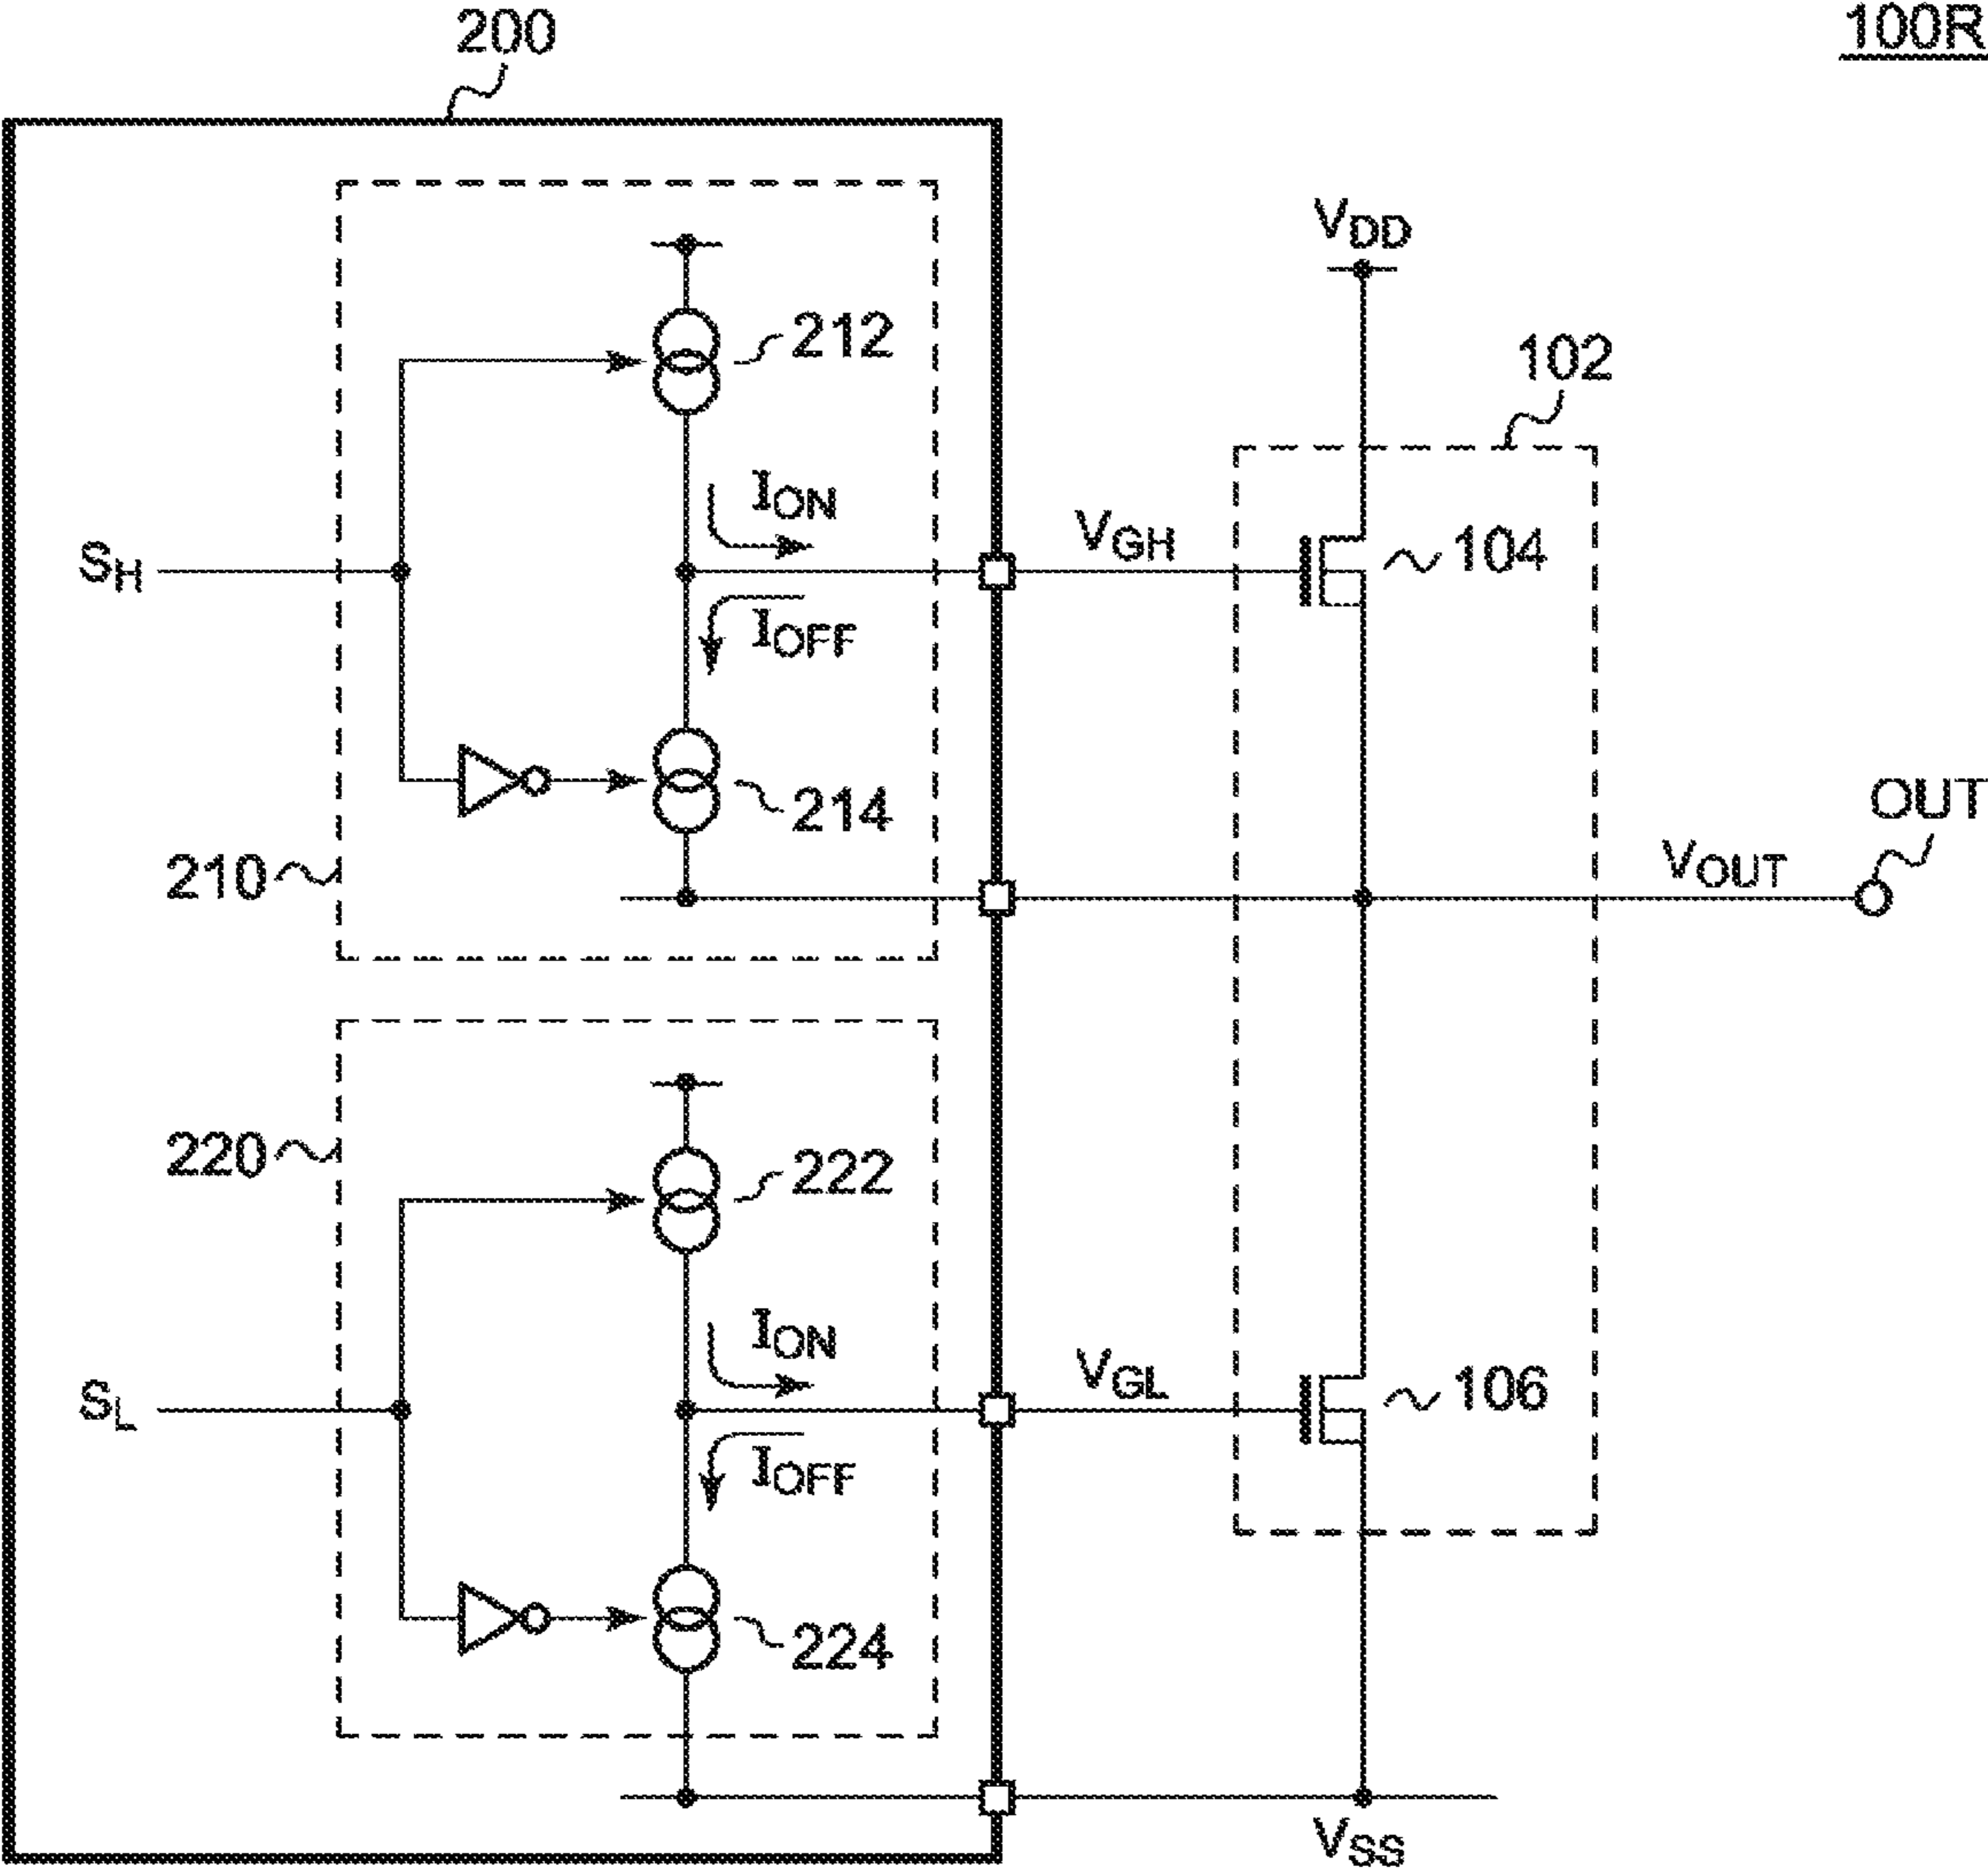 200
100R
VDD
212
102
ION
SH
VGH
104
IOFF
214
OUT
210
VOUT
220
222
ION
SL
VGL
106
IOFF
224
VSS